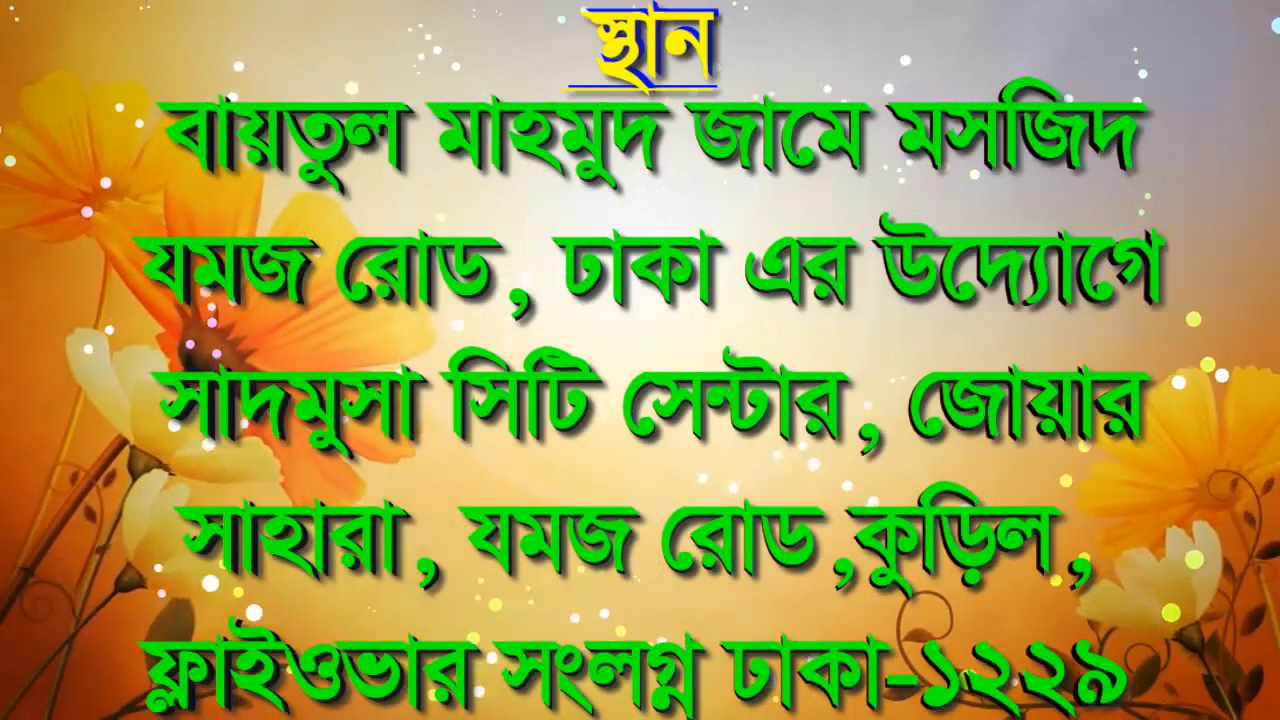 স্থান
বায়তুল মাহমুদ জামে মসজিদ
যমজ রোড, ঢাকা এর উদ্যোগে
সাদমুসা সিটি সেন্টার, জোয়ার
সাহারা, যমজ রোড ,কুড়িল,
ফ্লাইওভার সংলগ্ন ঢাকা-১২২৯